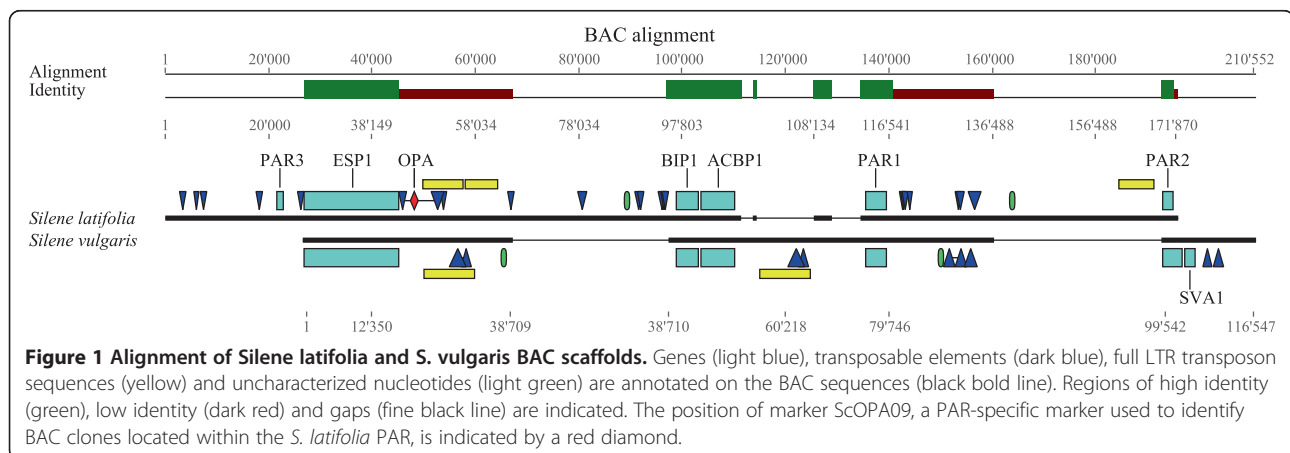 BAC alignment
1 20'000 40'000 60'000 80'000 100'000 120'000 140'000 160'000 180'000 210'552
Alignment
Identity
1 20'000 38'149 58'034 78'034 97'803 108'134 116'541 136'488 156'488 171'870
PAR3 ESP1 OPA BIP1 ACBP1 PAR1 PAR2
Silene latifolia
Silene vulgaris
SVA1
1 12'350 38'709 38'710 60'218 79'746 99'542 116'547
Figure 1 Alignment of Silene latifolia and S. vulgaris BAC scaffolds. Genes (light blue), transposable elements (dark blue), full LTR transposon
sequences (yellow) and uncharacterized nucleotides (light green) are annotated on the BAC sequences (black bold line). Regions of high identity
(green), low identity (dark red) and gaps (fine black line) are indicated. The position of marker ScOPA09, a PAR-specific marker used to identify
BAC clones located within the S. latifolia PAR, is indicated by a red diamond.